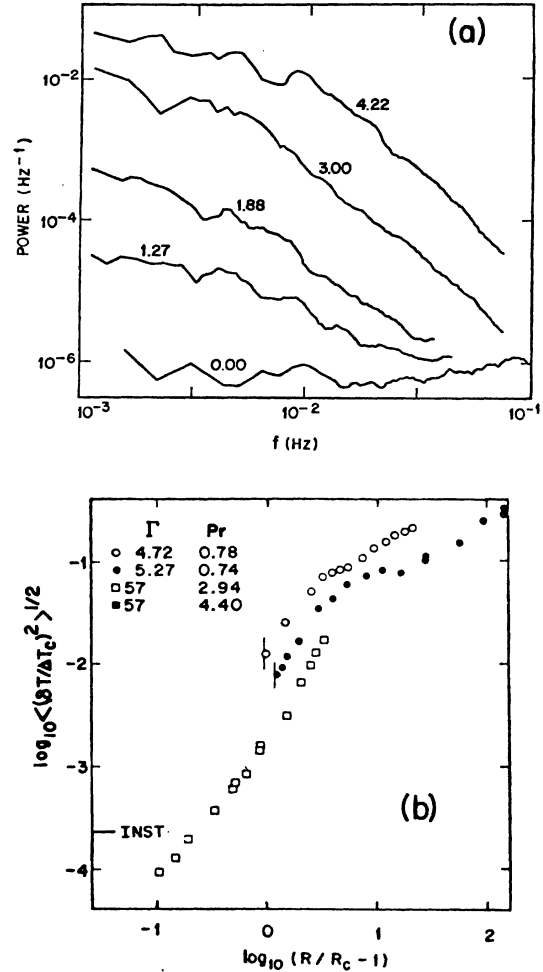 (a)
10⁻²
4.22
3.00
POWER (Hz⁻¹)
1.88
10⁻⁴
1.27
0.00
10⁻⁶
10⁻³ 10⁻² 10⁻¹
f (Hz)
Γ Pr
○ 4.72 0.78
● 5.27 0.74
□ 57 2.94
■ 57 4.40
-1
log₁₀<(δT/ΔT_c)²>^1/2
-2
-3
(b)
INST
-4
-1 0 1 2
log₁₀ (R/R_c-1)